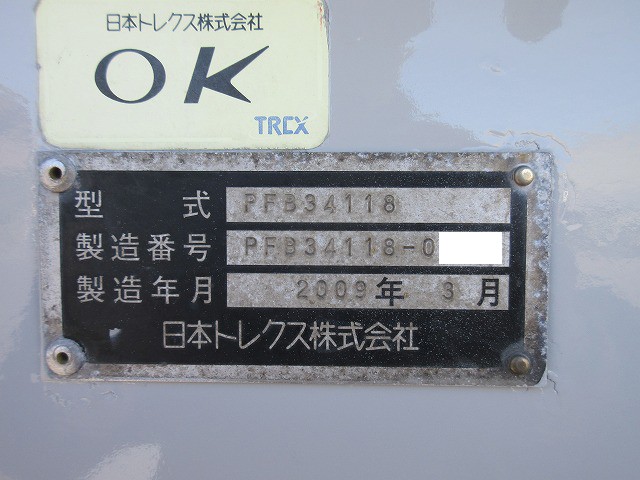 日本トレクス株式会社
OK
TREX
型 式 PFB34118
製造番号 PFB34118-0
製造年月 2009年 3月
日本トレクス株式会社